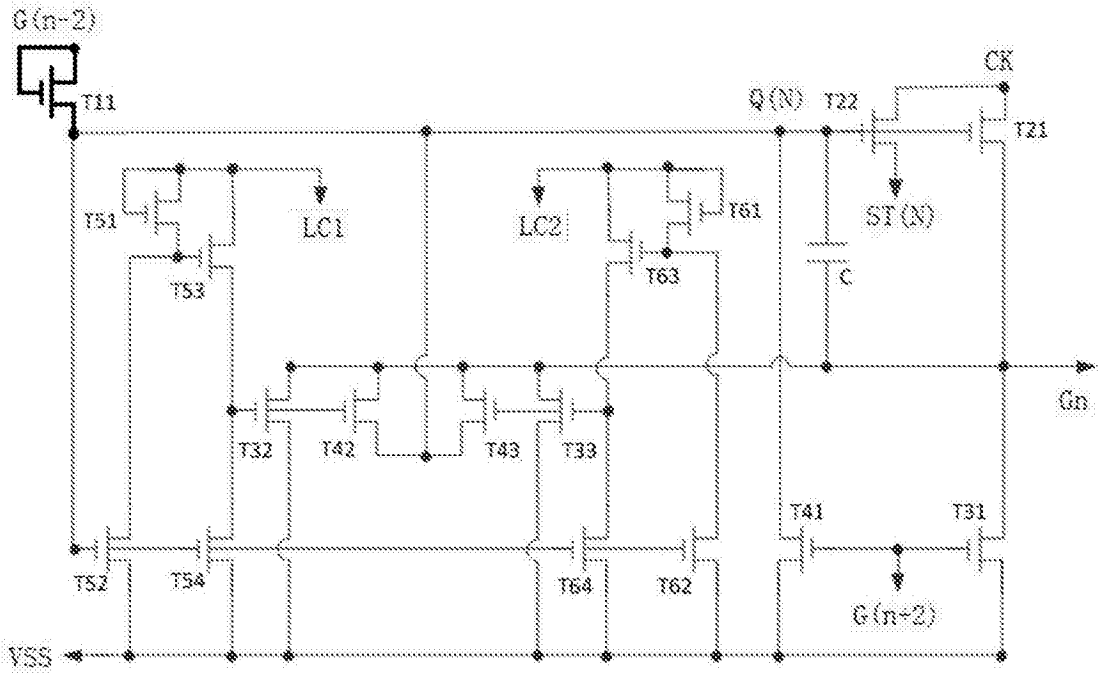 G(n-2)
T11
CK
Q(N)
T22
T21
T51
LC1
LC2
T61
ST(N)
T53
T63
C
Gn
T32
T42
T43
T33
T41
T31
T52
T54
T64
T62
G(n+2)
VSS